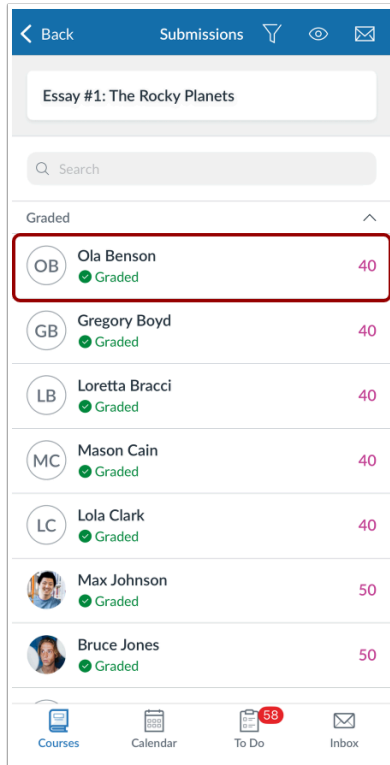 Back Submissions
Essay #1: The Rocky Planets
Search
Graded
OB Ola Benson 40
Graded
GB Gregory Boyd 40
Graded
LB Loretta Bracci 40
Graded
MC Mason Cain 40
Graded
LC Lola Clark 40
Graded
Max Johnson 50
Graded
Bruce Jones 50
Graded
58
Courses Calendar To Do Inbox